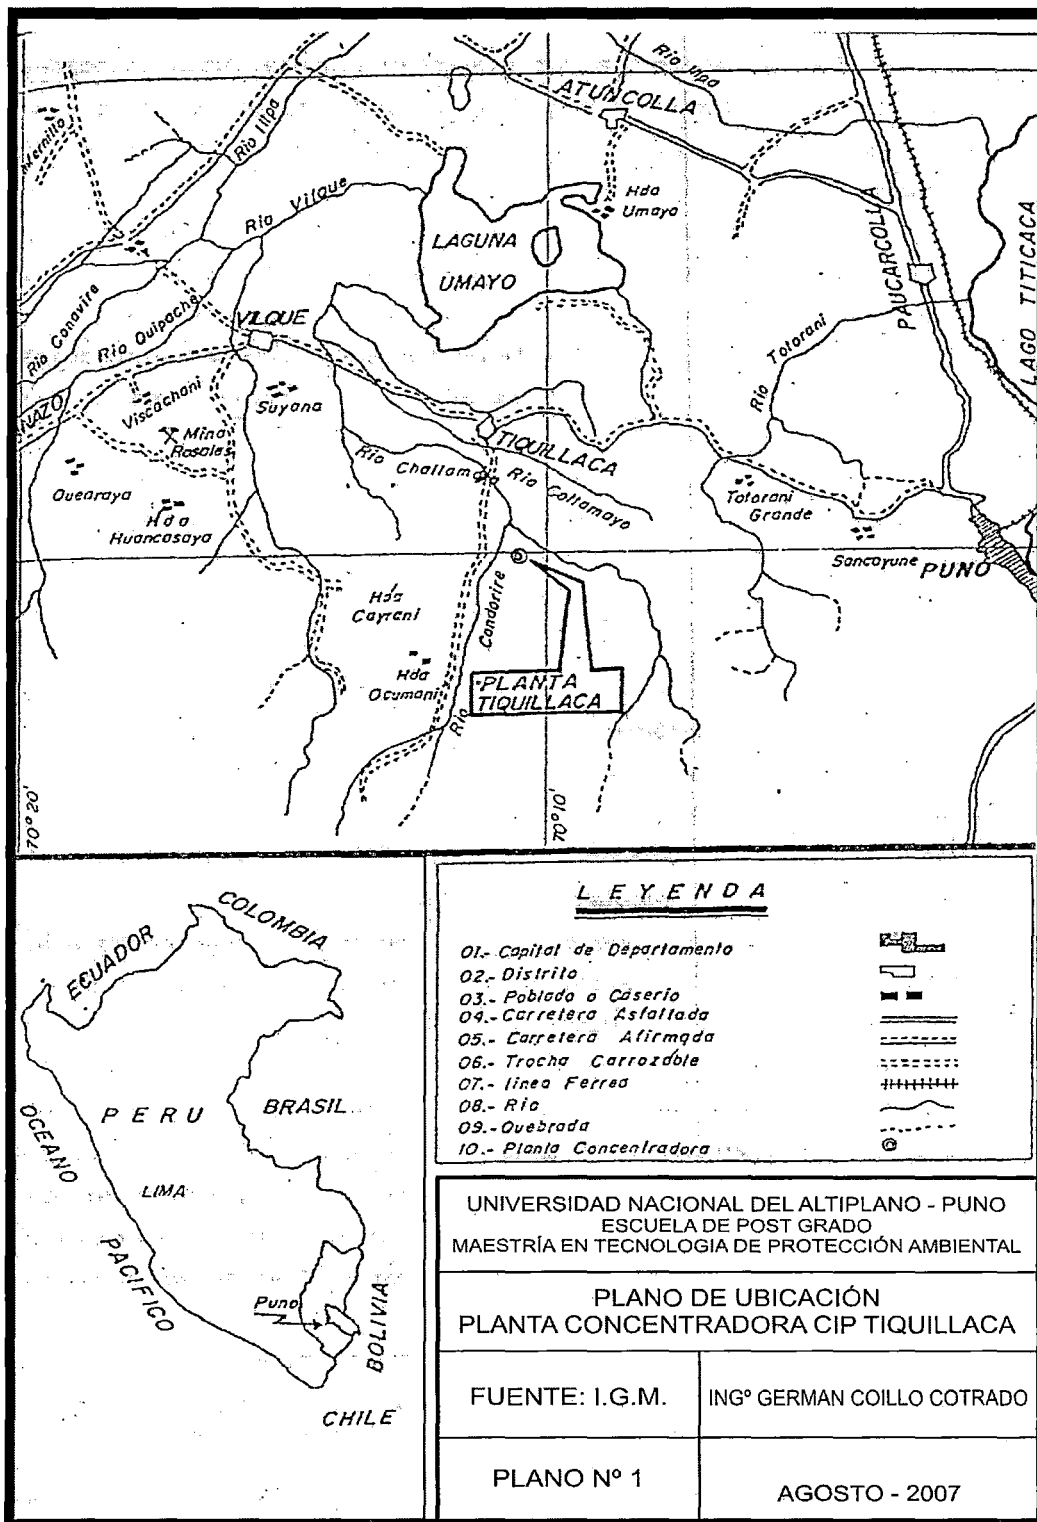 Rio Illpa
ATUNCOLLA
Rio Illpa
Rio Vilque
Hda
Umayo
LAGUNA
UMAYO
PAUCARCOLLA
LAGO TITICACA
Rio Conavire
Rio Quipache
VILQUE
Rio Totorani
Viscachani
Suyana
Mina
Rosales
TIQUILLACA
Rio Challamayo
Rio Collamayo
Quearaya
Hda
Huancasaya
Totorani
Grande
Sancayune
PUNO
Hda
Cayrani
Rio Condorire
Hda
Ocumani
PLANTA
TIQUILLACA
70° 20'
70° 10'
COLOMBIA
ECUADOR
PERU
BRASIL
OCEANO
PACIFICO
LIMA
Puno
BOLIVIA
CHILE
LEYENDA
01.- Capital de Departamento
02.- Distrito
03.- Poblado o Caserio
04.- Carretera Asfaltada
05.- Carretera Afirmada
06.- Trocha Carrozable
07.- linea Ferrea
08.- Rio
09.- Quebrada
10.- Planta Concentradora
UNIVERSIDAD NACIONAL DEL ALTIPLANO - PUNO
ESCUELA DE POST GRADO
MAESTRÍA EN TECNOLOGIA DE PROTECCIÓN AMBIENTAL
PLANO DE UBICACIÓN
PLANTA CONCENTRADORA CIP TIQUILLACA
FUENTE: I.G.M.
INGº GERMAN COILLO COTRADO
PLANO Nº 1
AGOSTO - 2007